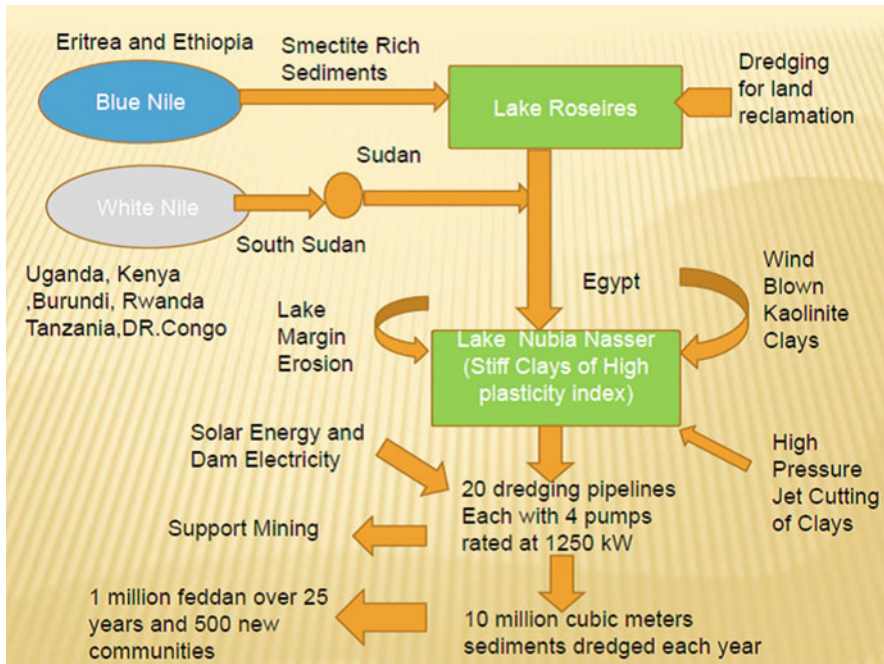 Eritrea and Ethiopia
Blue Nile
Smectite Rich
Sediments
Lake Roseires
Dredging
for land
reclamation
White Nile
Sudan
South Sudan
Uganda, Kenya
,Burundi, Rwanda
Tanzania,DR.Congo
Egypt
Wind
Blown
Kaolinite
Clays
Lake
Margin
Erosion
Lake Nubia Nasser
(Stiff Clays of High
plasticity index)
Solar Energy and
Dam Electricity
High
Pressure
Jet Cutting
of Clays
20 dredging pipelines
Each with 4 pumps
rated at 1250 kW
Support Mining
1 million feddan over 25
years and 500 new
communities
10 million cubic meters
sediments dredged each year